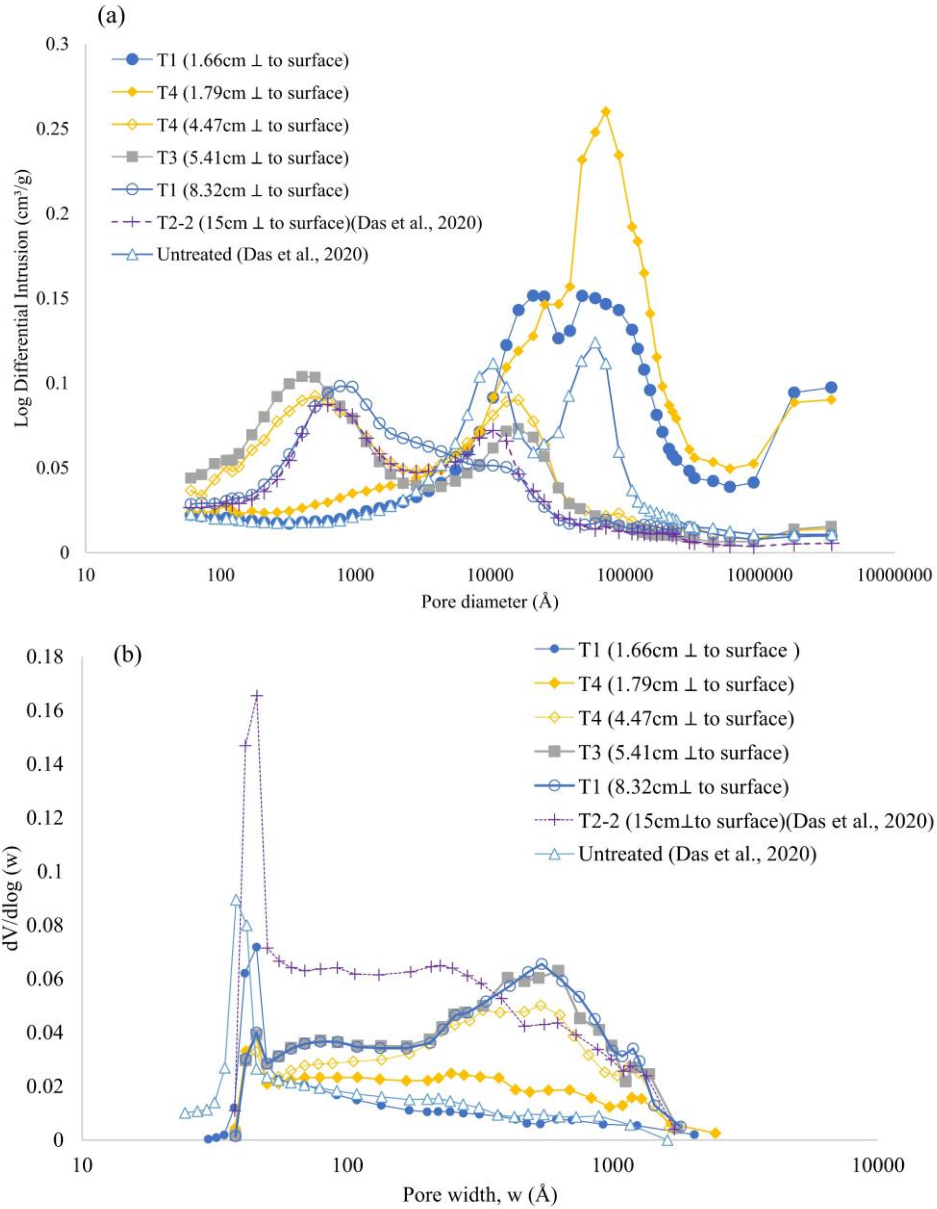 (a)
T1 (1.66cm ⊥ to surface)
T4 (1.79cm ⊥ to surface)
T4 (4.47cm ⊥ to surface)
T3 (5.41cm ⊥ to surface)
T1 (8.32cm ⊥ to surface)
T2-2 (15cm ⊥ to surface)(Das et al., 2020)
Untreated (Das et al., 2020)
Log Differential Intrusion (cm³/g)
0.3
0.25
0.2
0.15
0.1
0.05
0
10
100
1000
10000
100000
1000000
10000000
Pore diameter (Å)
(b)
T1 (1.66cm ⊥ to surface )
T4 (1.79cm ⊥ to surface)
T4 (4.47cm ⊥ to surface)
T3 (5.41cm ⊥to surface)
T1 (8.32cm⊥ to surface)
T2-2 (15cm⊥to surface)(Das et al., 2020)
Untreated (Das et al., 2020)
dV/dlog (w)
0.18
0.16
0.14
0.12
0.1
0.08
0.06
0.04
0.02
0
10
100
1000
10000
Pore width, w (Å)